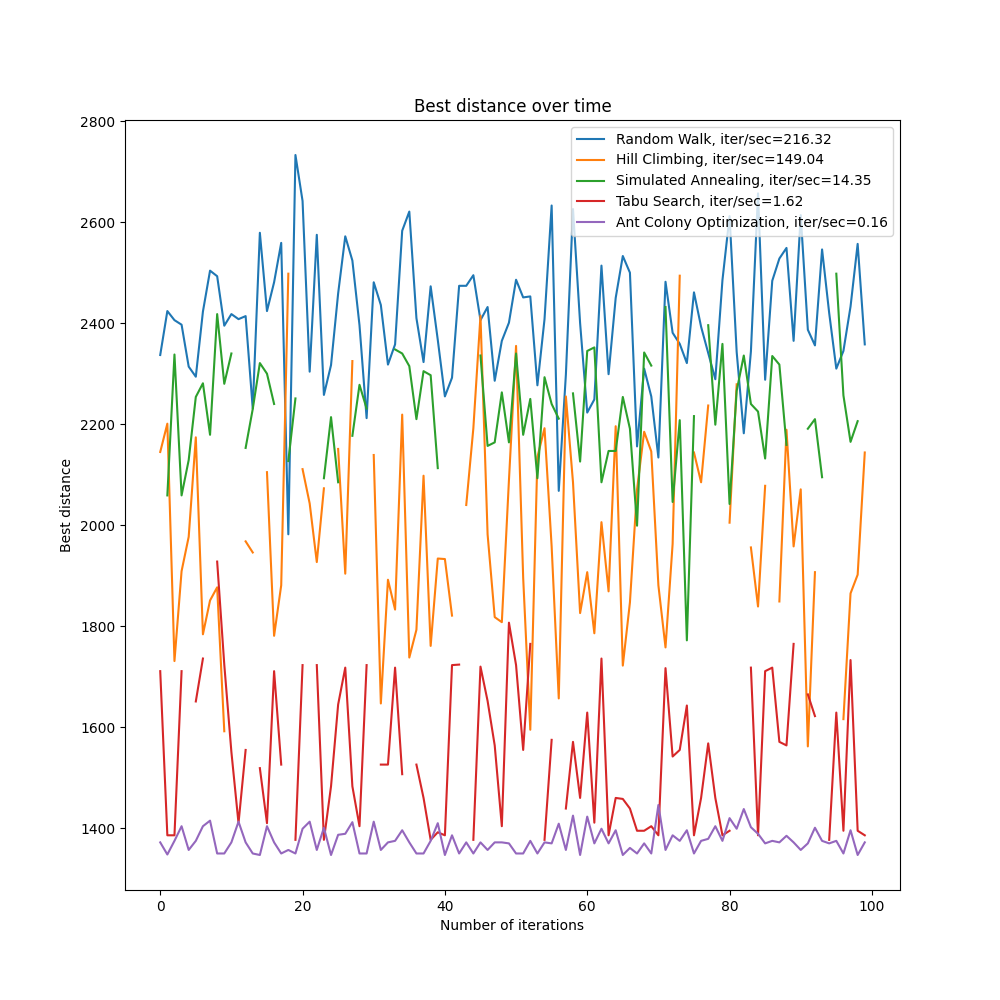 Best distance over time
Random Walk, iter/sec=216.32
Hill Climbing, iter/sec=149.04
Simulated Annealing, iter/sec=14.35
Tabu Search, iter/sec=1.62
Ant Colony Optimization, iter/sec=0.16
2800
2600
2400
2200
2000
1800
1600
1400
Best distance
0 20 40 60 80 100
Number of iterations